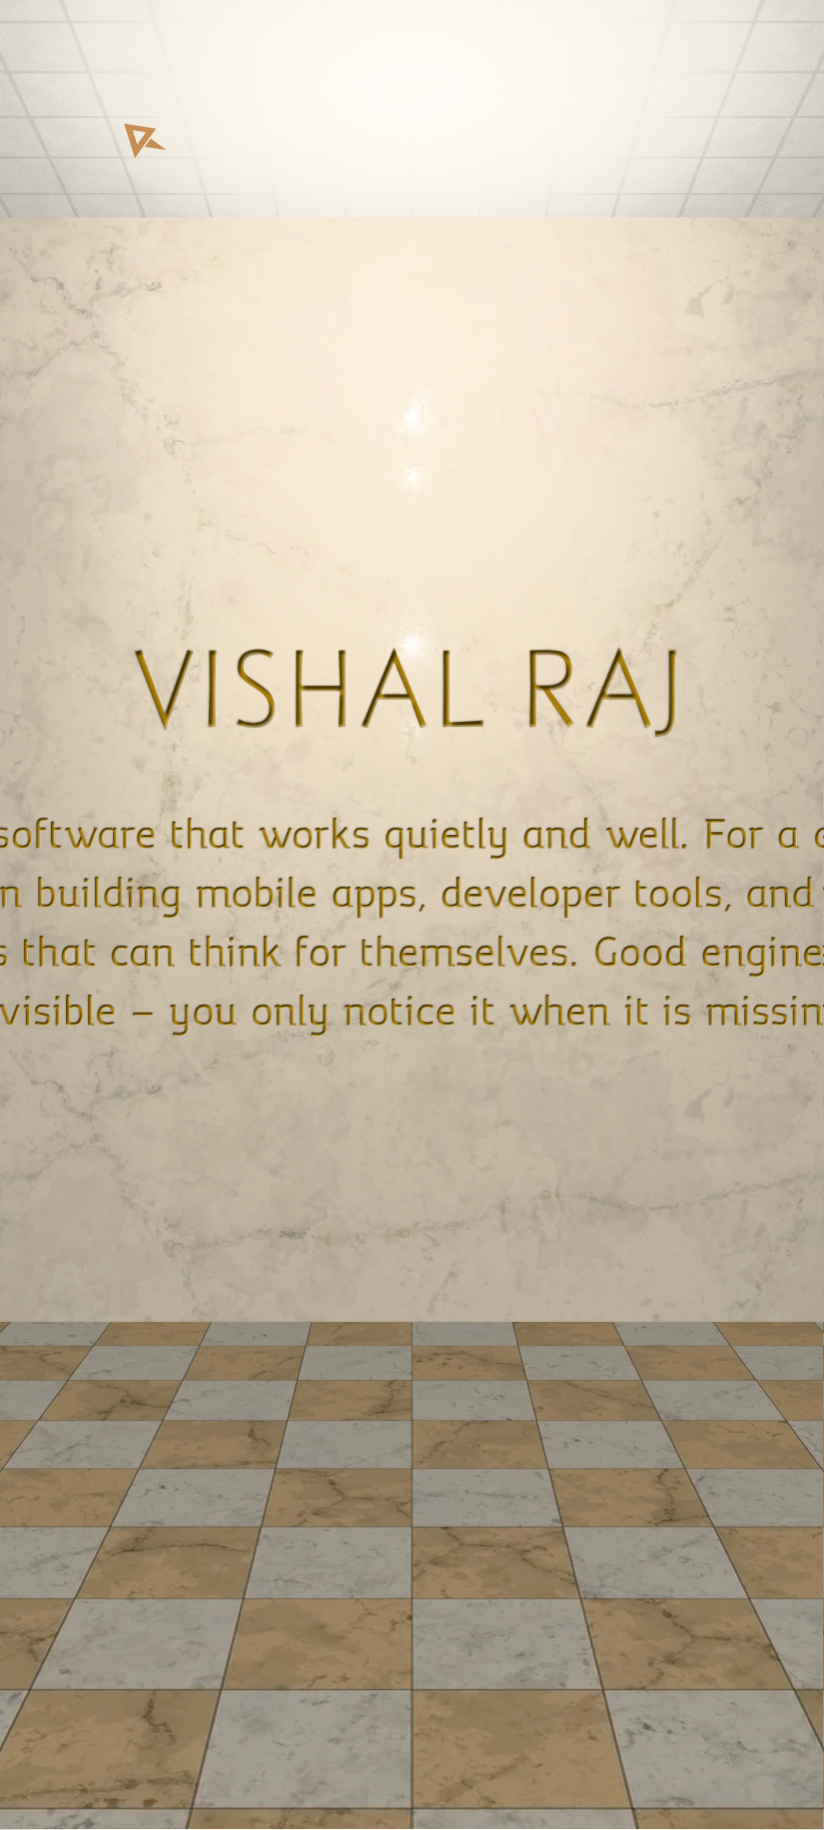 VISHAL RAJ
software that works quietly and well. For a
building mobile apps, developer tools, and
that can think for themselves. Good
you only notice it when it is